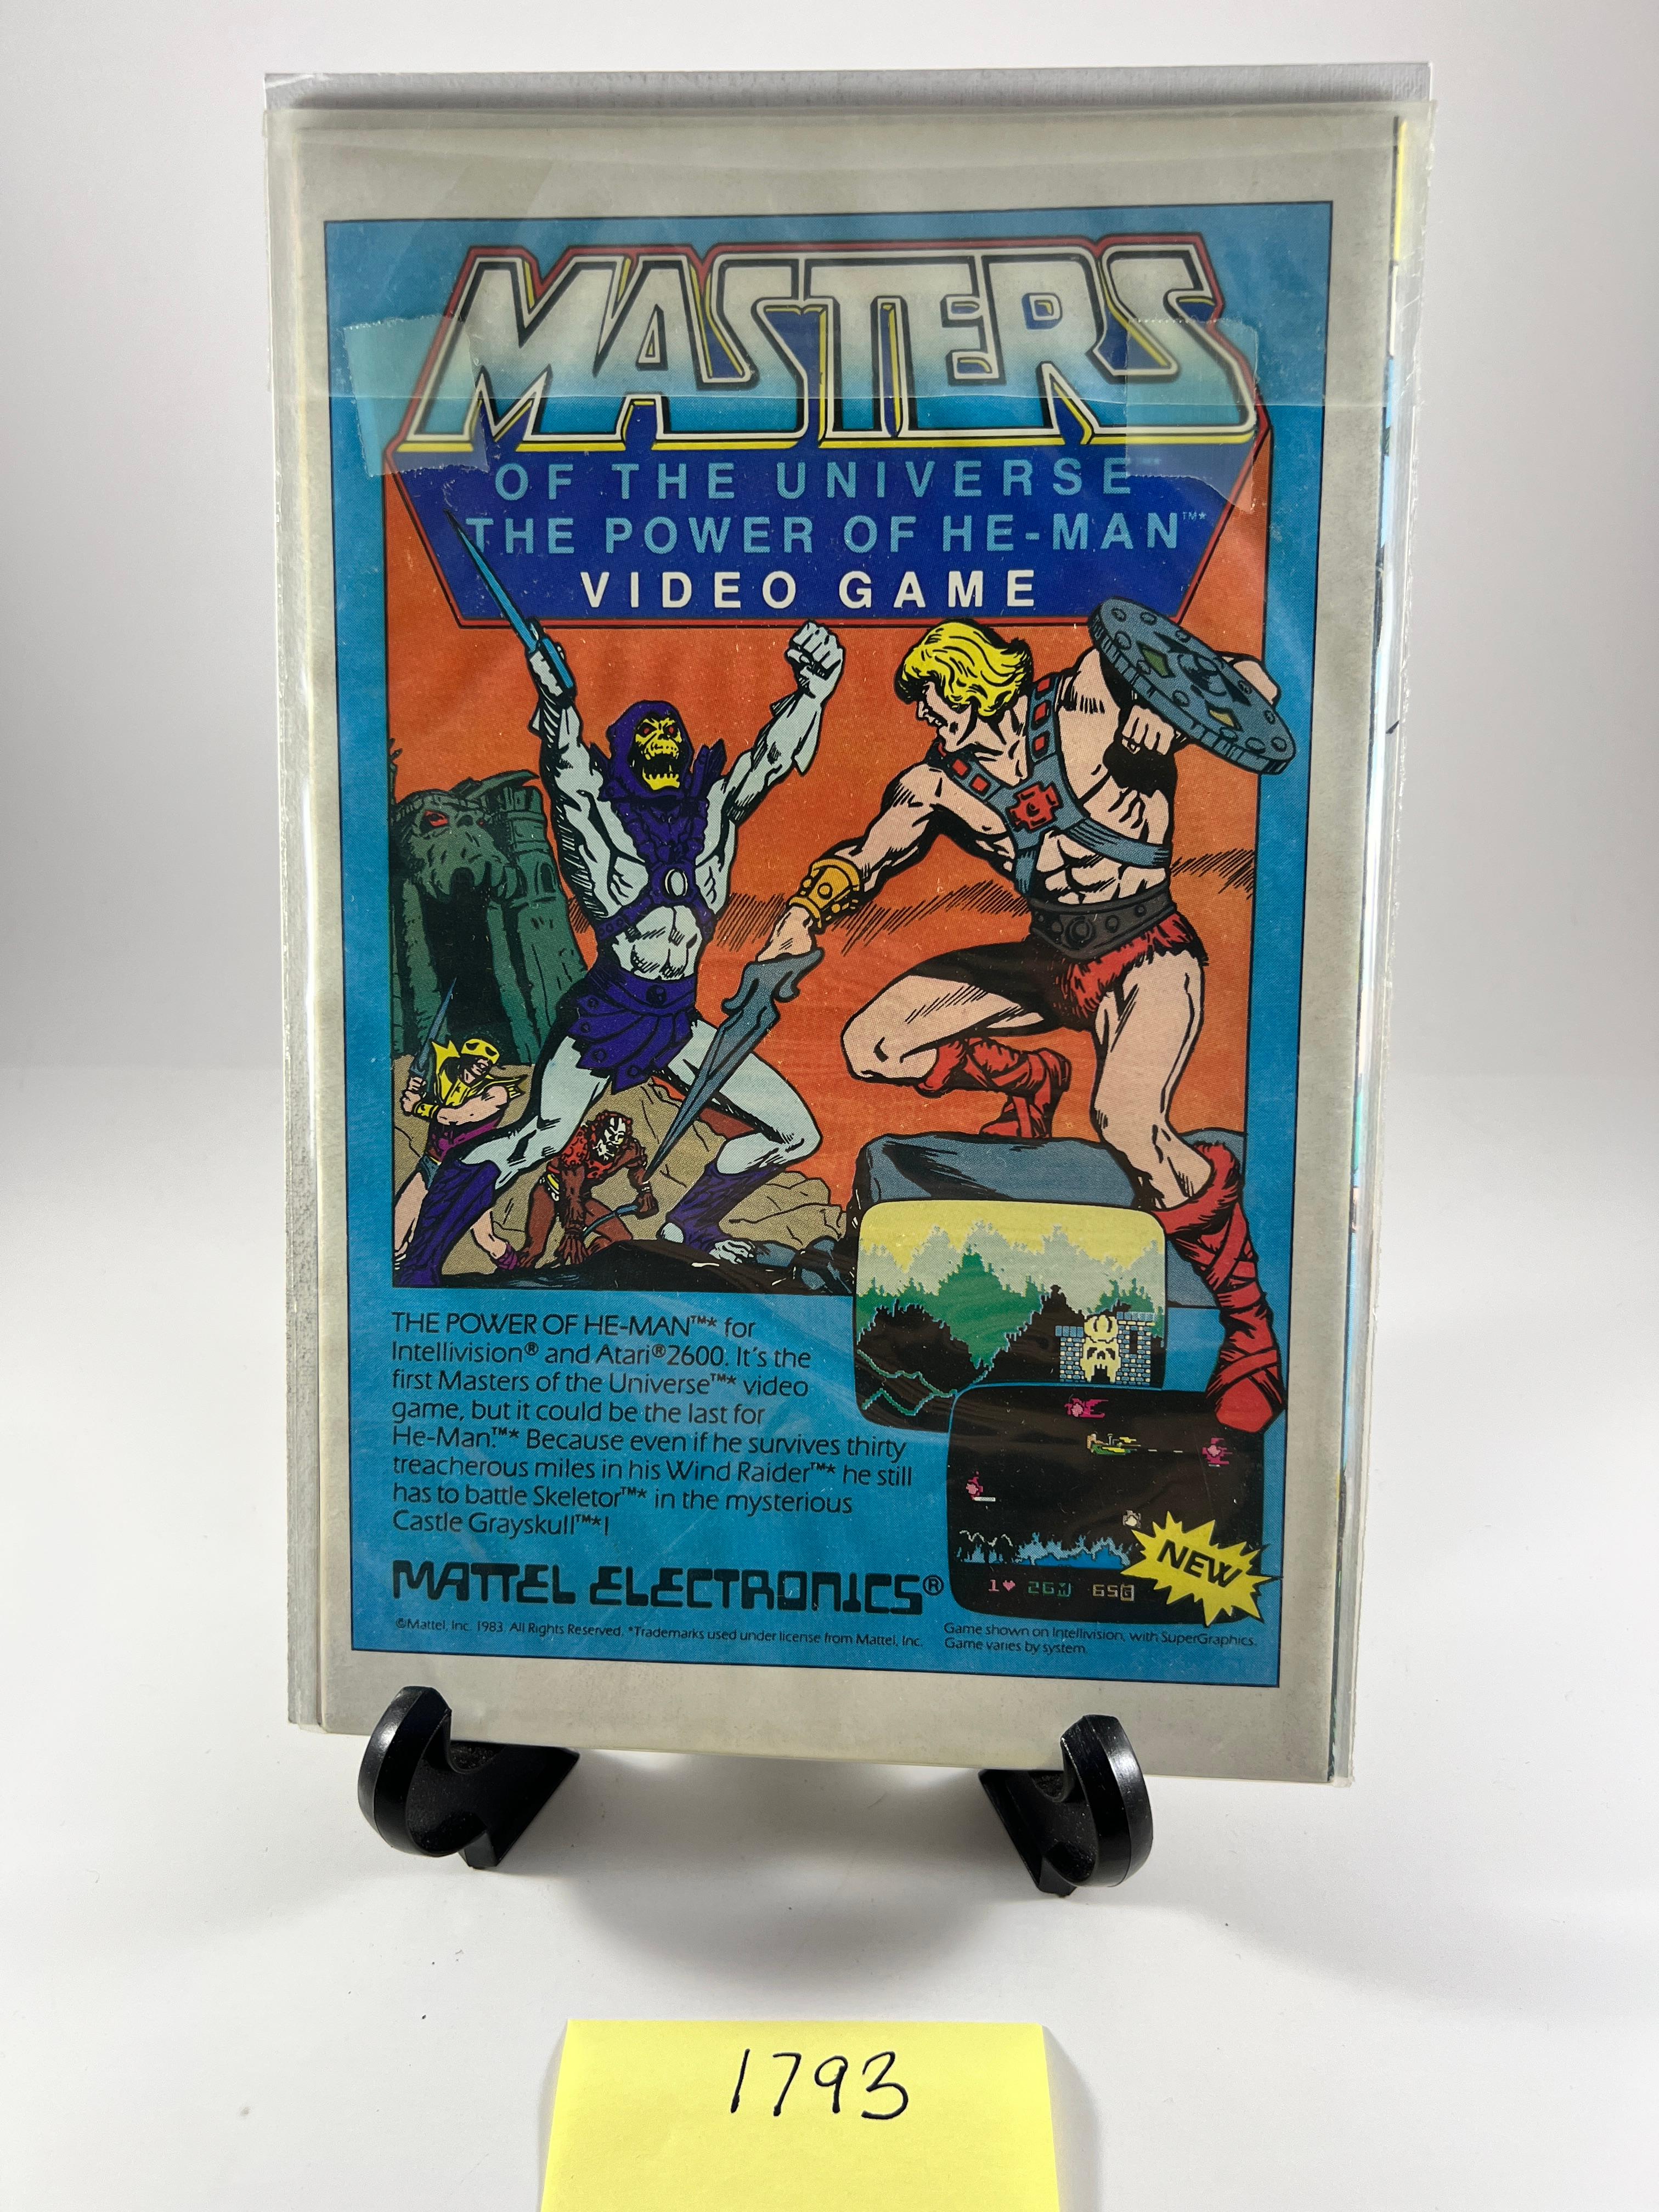 MASTERS
OF THE UNIVERSE™
THE POWER OF HE-MAN™*
VIDEO GAME
THE POWER OF HE-MAN™* for
Intellivision® and Atari®2600. It's the
first Masters of the Universe™* video
game, but it could be the last for
He-Man.™* Because even if he survives thirty
treacherous miles in his Wind Raider™* he still
has to battle Skeletor™* in the mysterious
Castle Grayskull™*!
NEW
1♥ 26 65
MATTEL ELECTRONICS®
©Mattel, Inc. 1983. All Rights Reserved. *Trademarks used under license from Mattel, Inc.
Game shown on Intellivision, with SuperGraphics.
Game varies by system.
1793